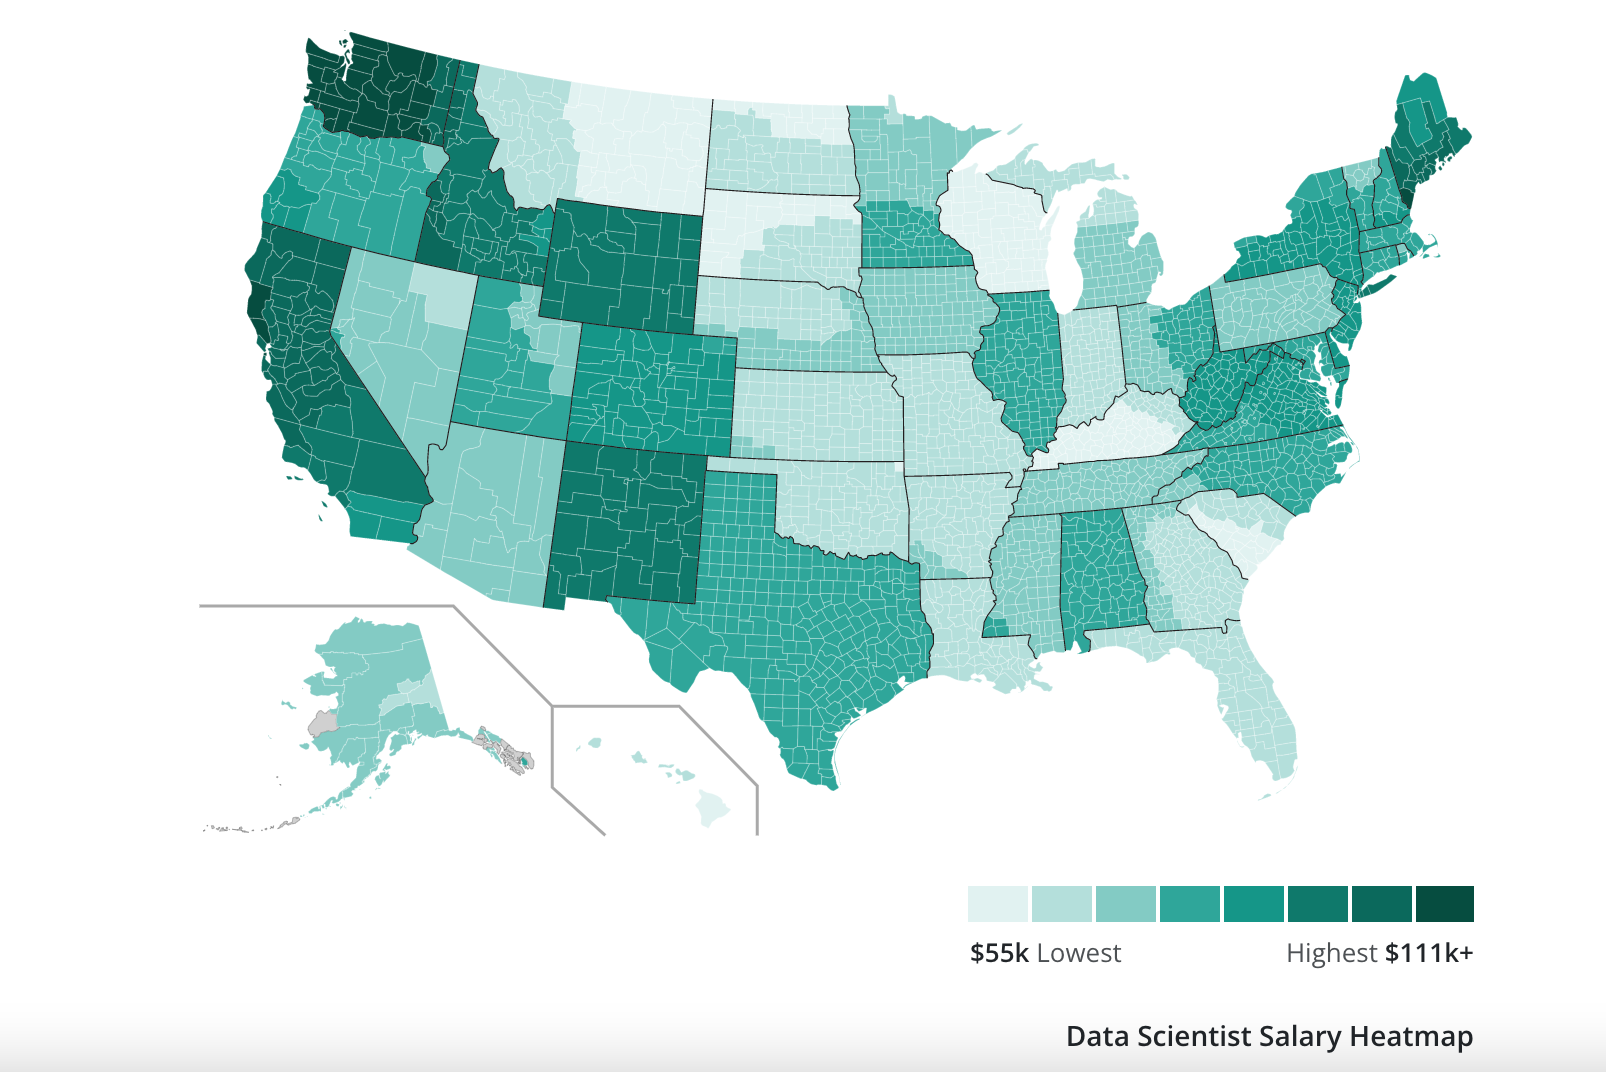 $55k Lowest
Highest $111k+
Data Scientist Salary Heatmap